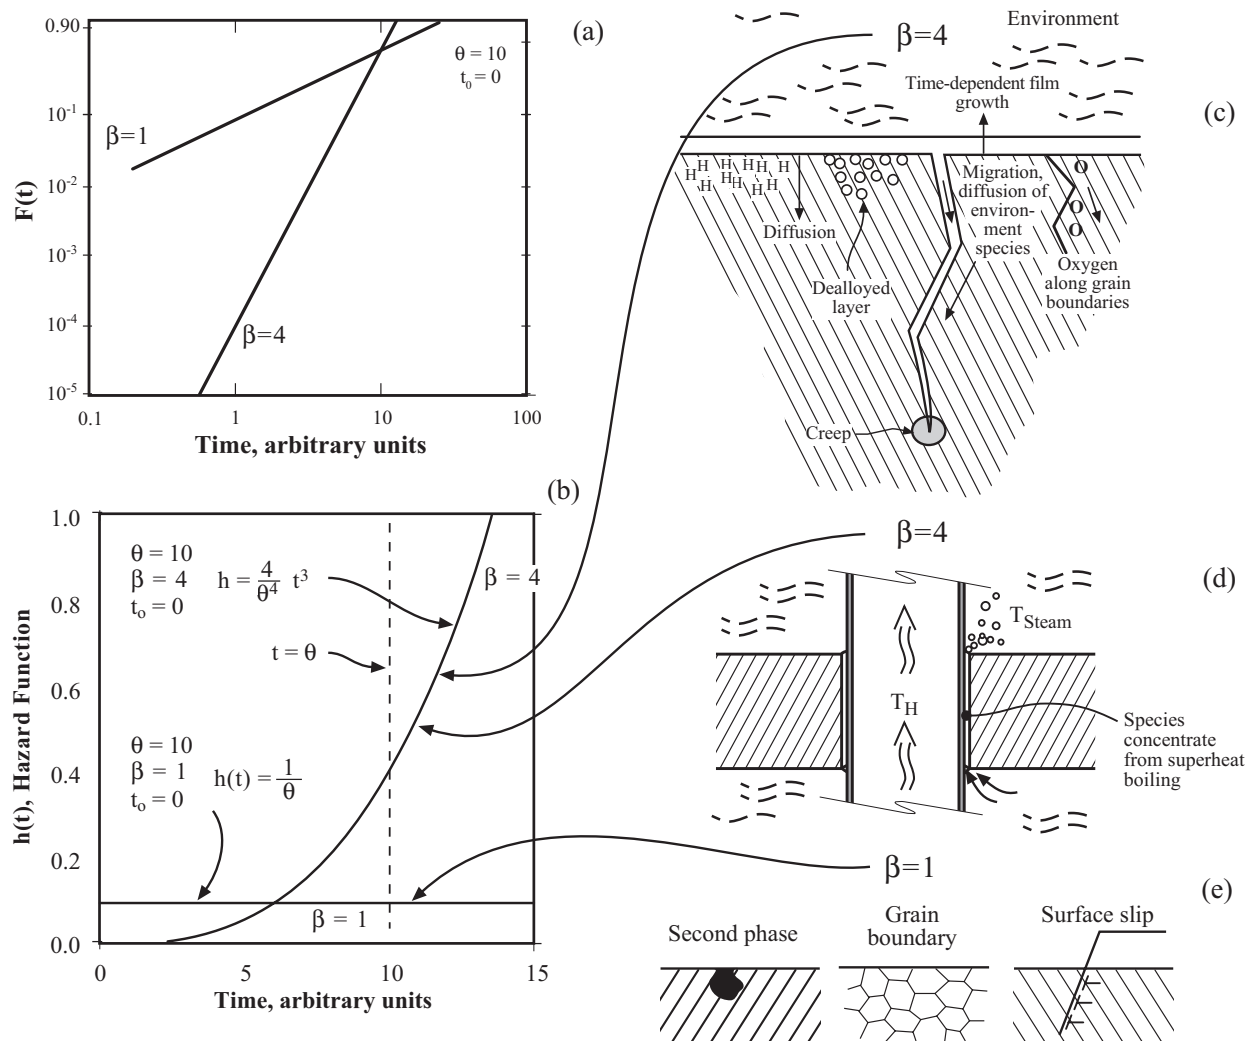 (a)
0.90
10-1
10-2
10-3
10-4
10-5
F(t)
θ = 10
t0 = 0
β=1
β=4
0.1
1
10
100
Time, arbitrary units
(b)
1.0
0.8
0.6
0.4
0.2
0.0
h(t), Hazard Function
θ = 10
β = 4
to = 0
h = 4/θ4 t3
β = 4
t = θ
θ = 10
β = 1
to = 0
h(t) = 1/θ
β = 1
0
5
10
15
Time, arbitrary units
β=4
Environment
(c)
Time-dependent film
growth
H H H H H H
H H H H H H
Diffusion
Dealloyed
layer
Migration,
diffusion of
environ-
ment
species
O
O
O
Oxygen
along grain
boundaries
Creep
β=4
(d)
TSteam
TH
Species
concentrate
from superheat
boiling
β=1
(e)
Second phase
Grain
boundary
Surface slip